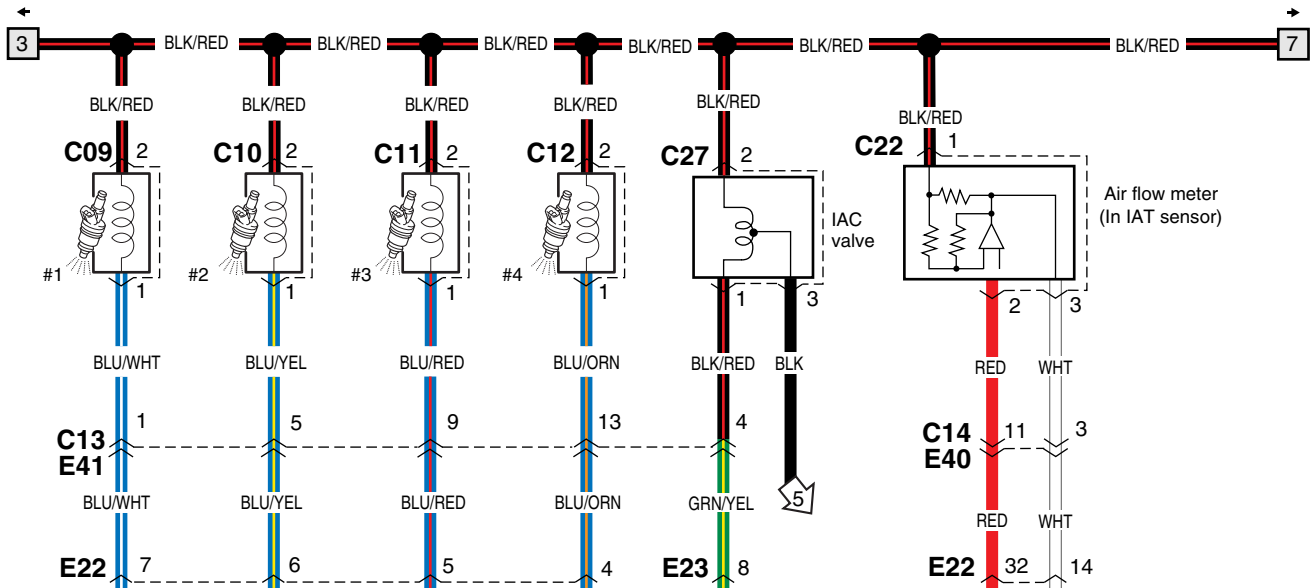 3 BLK/RED BLK/RED BLK/RED BLK/RED BLK/RED BLK/RED 7
BLK/RED BLK/RED BLK/RED BLK/RED BLK/RED BLK/RED
C09 2 C10 2 C11 2 C12 2 C27 2 C22 1
Air flow meter
(In IAT sensor)
IAC
valve
#1 #2 #3 #4
1 1 1 1 1 3 2 3
BLU/WHT BLU/YEL BLU/RED BLU/ORN BLK/RED BLK RED WHT
C13 1 5 9 13 4 C14 11 3
E41 E40
BLU/WHT BLU/YEL BLU/RED BLU/ORN GRN/YEL 5 RED WHT
E22 7 6 5 4 E23 8 E22 32 14